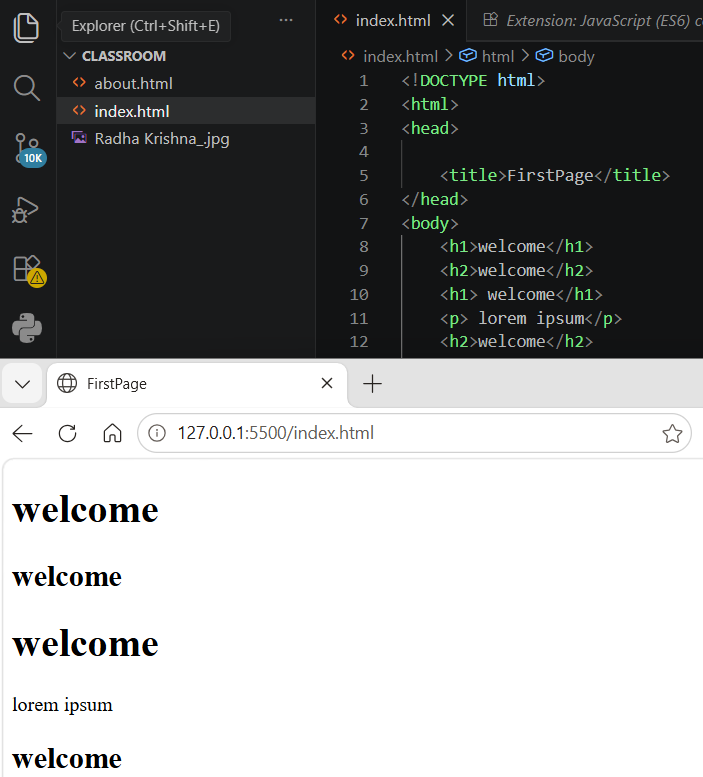 Explorer (Ctrl+Shift+E)
CLASSROOM
about.html
index.html
Radha Krishna_.jpg
10K
index.html
Extension: JavaScript (ES6) c
index.html > html > body
1 <!DOCTYPE html>
2 <html>
3 <head>
4
5 <title>FirstPage</title>
6 </head>
7 <body>
8 <h1>welcome</h1>
9 <h2>welcome</h2>
10 <h1> welcome</h1>
11 <p> lorem ipsum</p>
12 <h2>welcome</h2>
FirstPage
127.0.0.1:5500/index.html
welcome
welcome
welcome
lorem ipsum
welcome